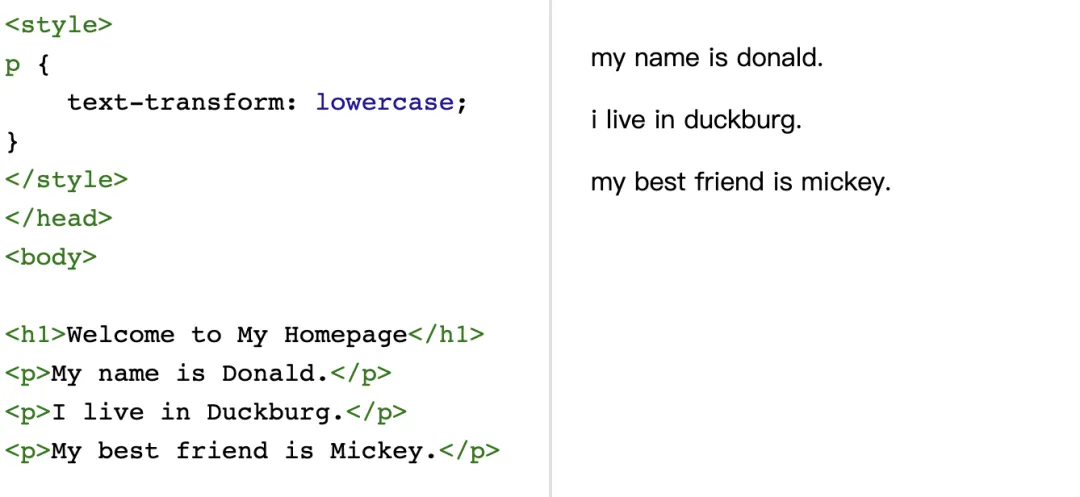 <style>
p {
    text-transform: lowercase;
}
</style>
</head>
<body>

<h1>Welcome to My Homepage</h1>
<p>My name is Donald.</p>
<p>I live in Duckburg.</p>
<p>My best friend is Mickey.</p>
my name is donald.
i live in duckburg.
my best friend is mickey.